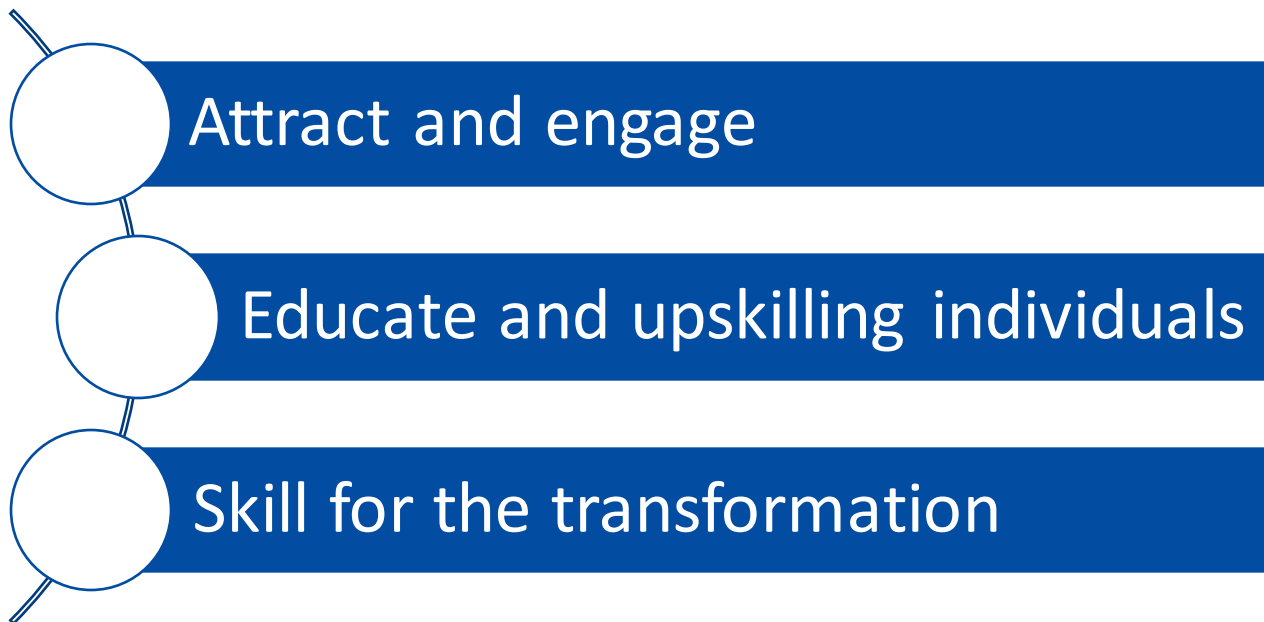 Attract and engage
Educate and upskilling individuals
Skill for the transformation